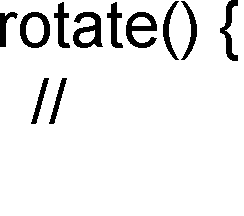 rotate() {
//